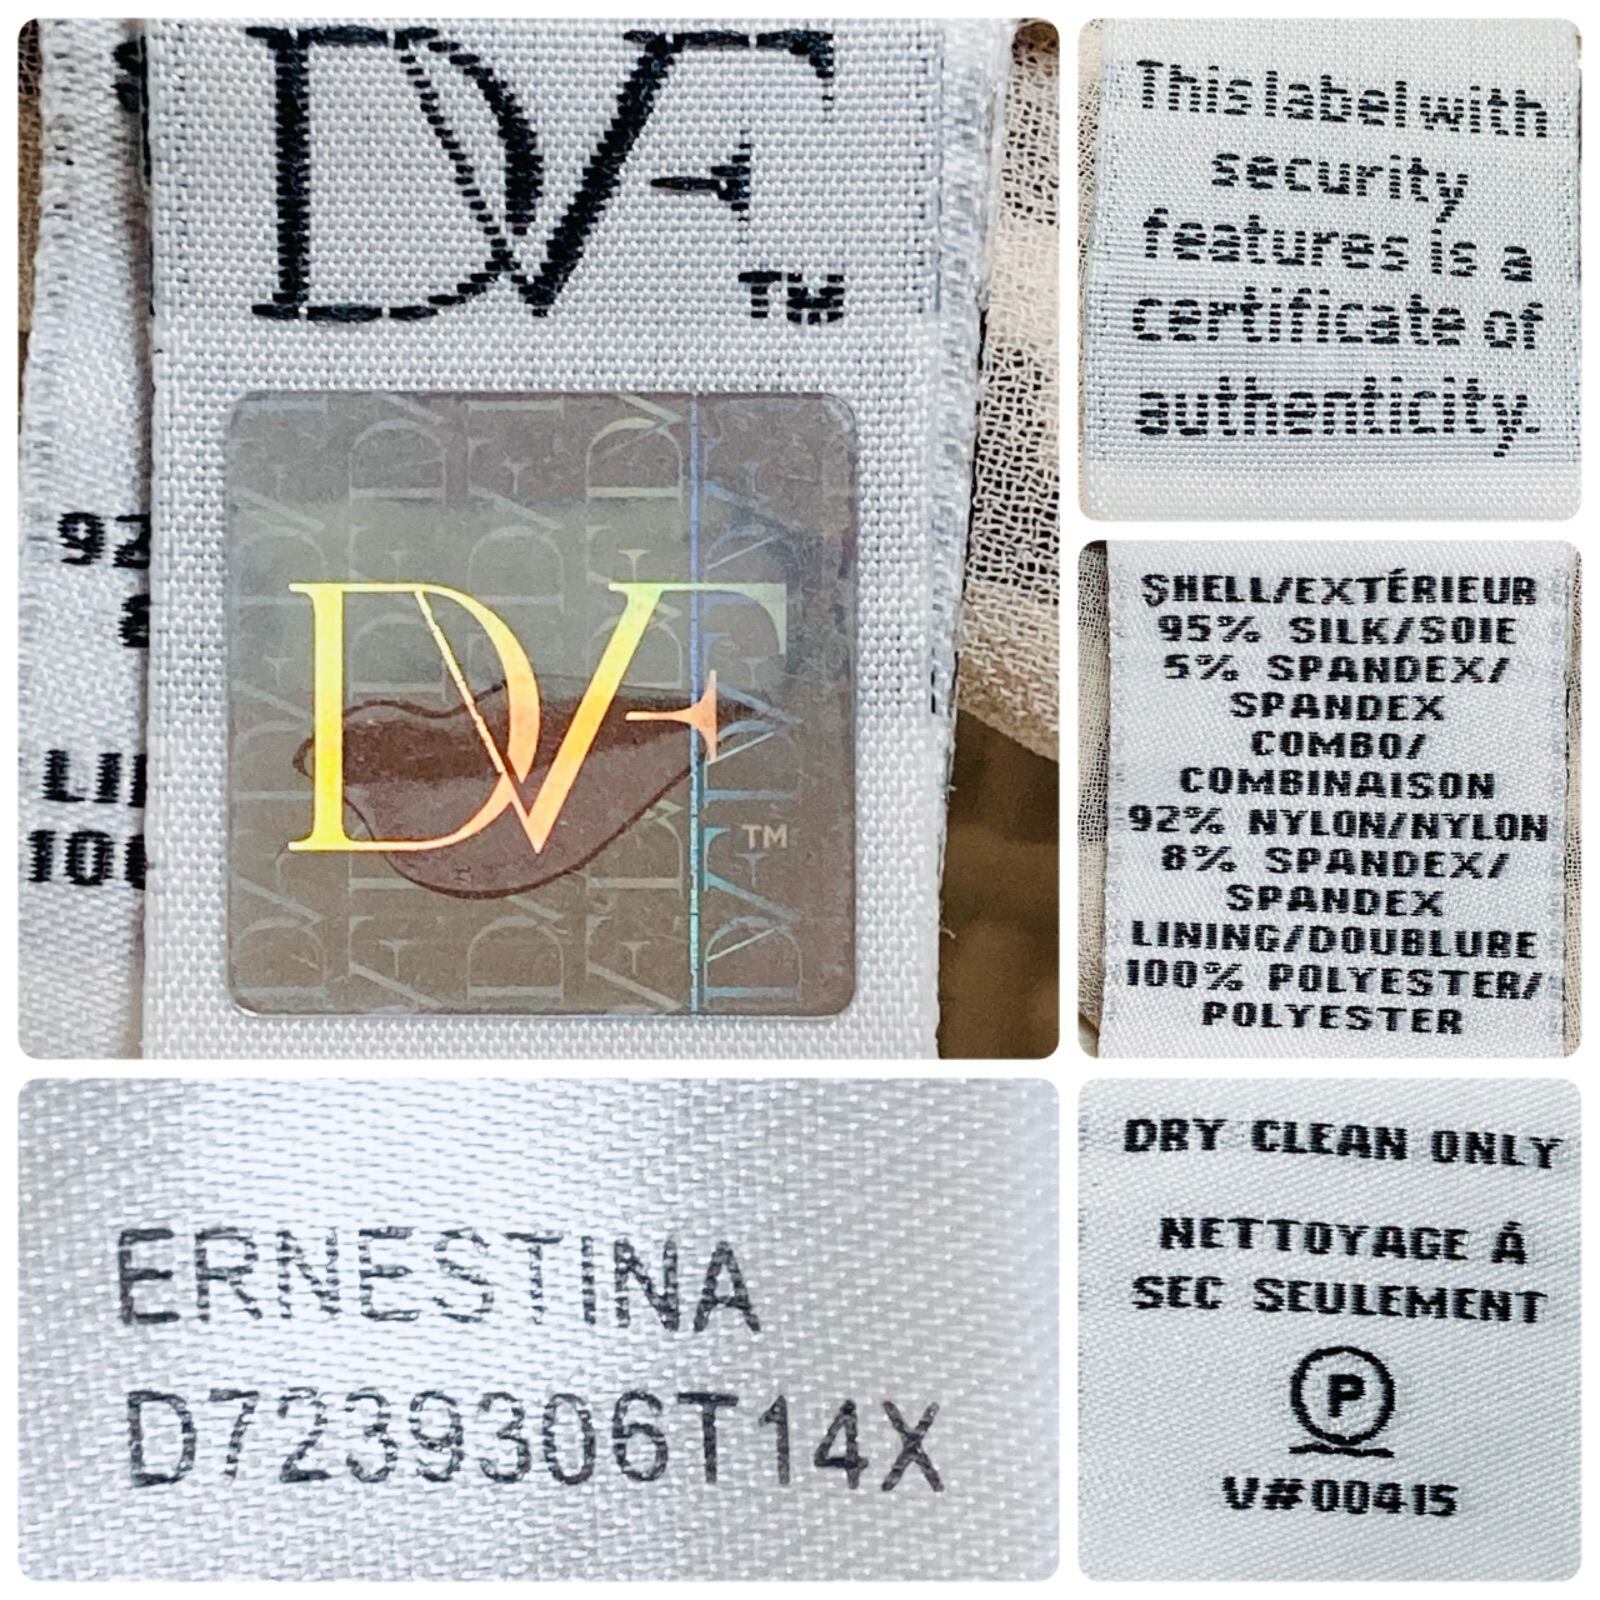 DVF
TM
DVF
TM
LI
This label with
security
features is a
certificate of
authenticity.
SHELL/EXTÉRIEUR
95% SILK/SOIE
5% SPANDEX/
SPANDEX
COMBO/
COMBINAISON
92% NYLON/NYLON
8% SPANDEX/
SPANDEX
LINING/DOUBLURE
100% POLYESTER/
POLYESTER
ERNESTINA
D7239306T14X
DRY CLEAN ONLY
NETTOYAGE À
SEC SEULEMENT
P
V#00415